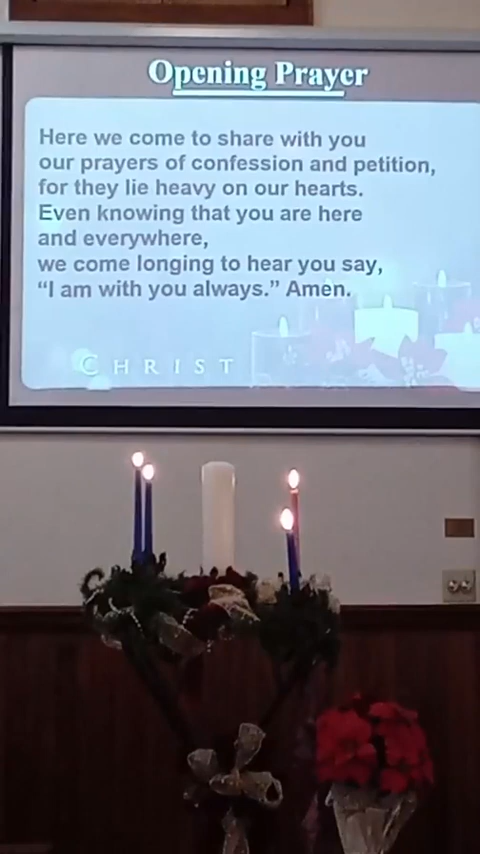 Opening Prayer
Here we come to share with you
our prayers of confession and petition,
for they lie heavy on our hearts.
Even knowing that you are here
and everywhere,
we come longing to hear you say,
“I am with you always.” Amen.
CHRIST